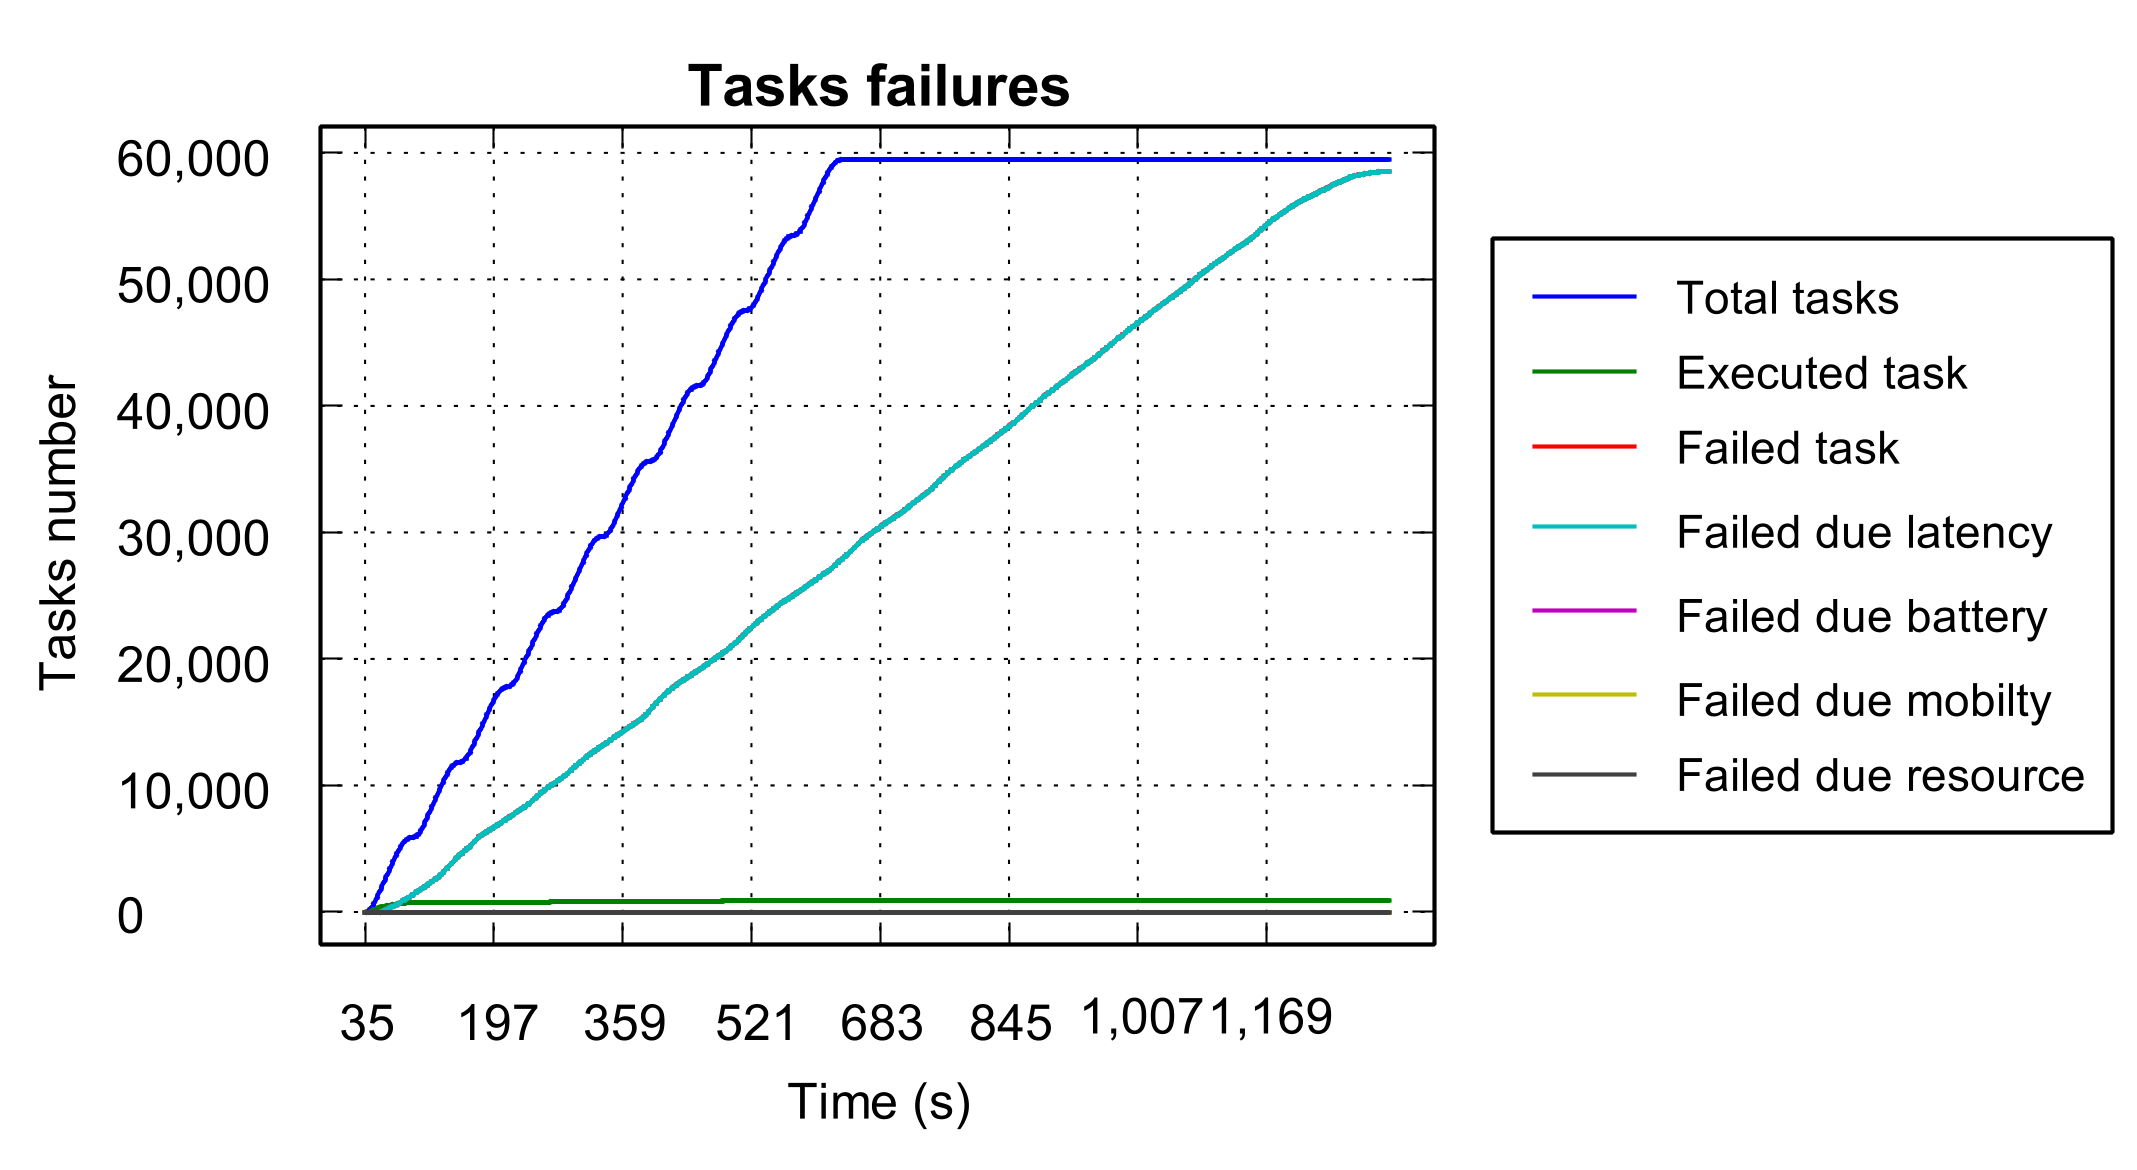 Tasks failures
60,000
50,000
40,000
30,000
20,000
10,000
0
Tasks number
35 197 359 521 683 845 1,007 1,169
Time (s)
Total tasks
Executed task
Failed task
Failed due latency
Failed due battery
Failed due mobilty
Failed due resource